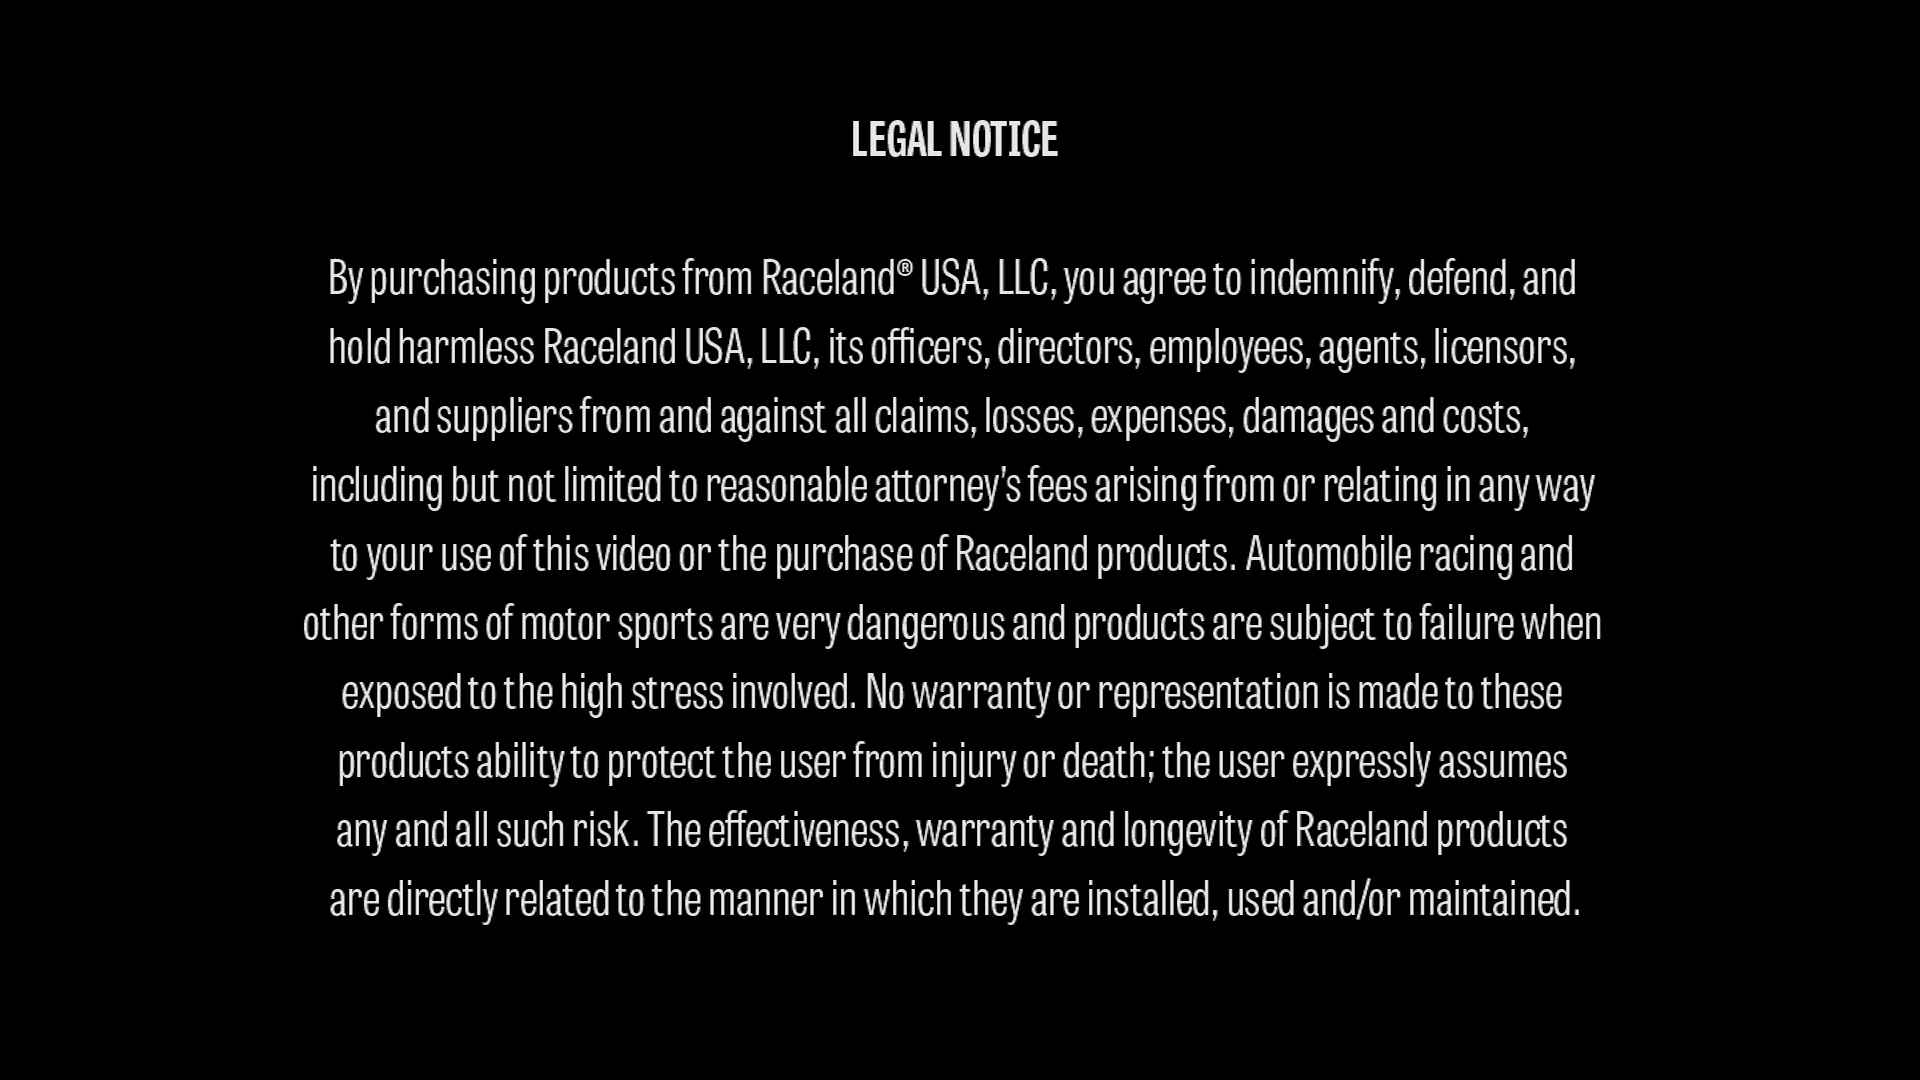 LEGAL NOTICE
By purchasing products from Raceland® USA, LLC, you agree to indemnify, defend, and
hold harmless Raceland USA, LLC, its officers, directors, employees, agents, licensors,
and suppliers from and against all claims, losses, expenses, damages and costs,
including but not limited to reasonable attorney’s fees arising from or relating in any way
to your use of this video or the purchase of Raceland products. Automobile racing and
other forms of motor sports are very dangerous and products are subject to failure when
exposed to the high stress involved. No warranty or representation is made to these
products ability to protect the user from injury or death; the user expressly assumes
any and all such risk. The effectiveness, warranty and longevity of Raceland products
are directly related to the manner in which they are installed, used and/or maintained.